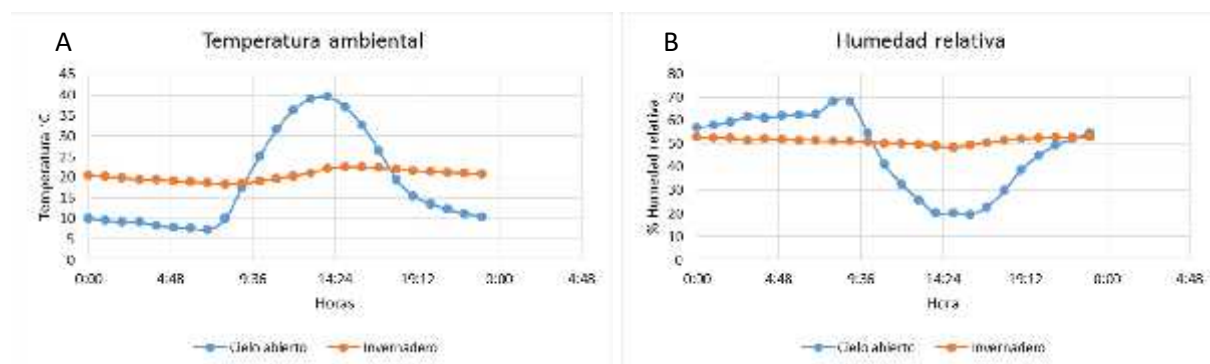 A
Temperatura ambiental
45
40
35
30
25
20
15
10
5
0
Temperatura °C
0:00 4:48 9:36 14:24 19:12 0:00 4:48
Horas
Cielo abierto Invernadero
B
Humedad relativa
80
70
60
50
40
30
20
10
0
% Humedad relativa
0:00 4:48 9:36 14:24 19:12 0:00 4:48
Hora
Cielo abierto Invernadero